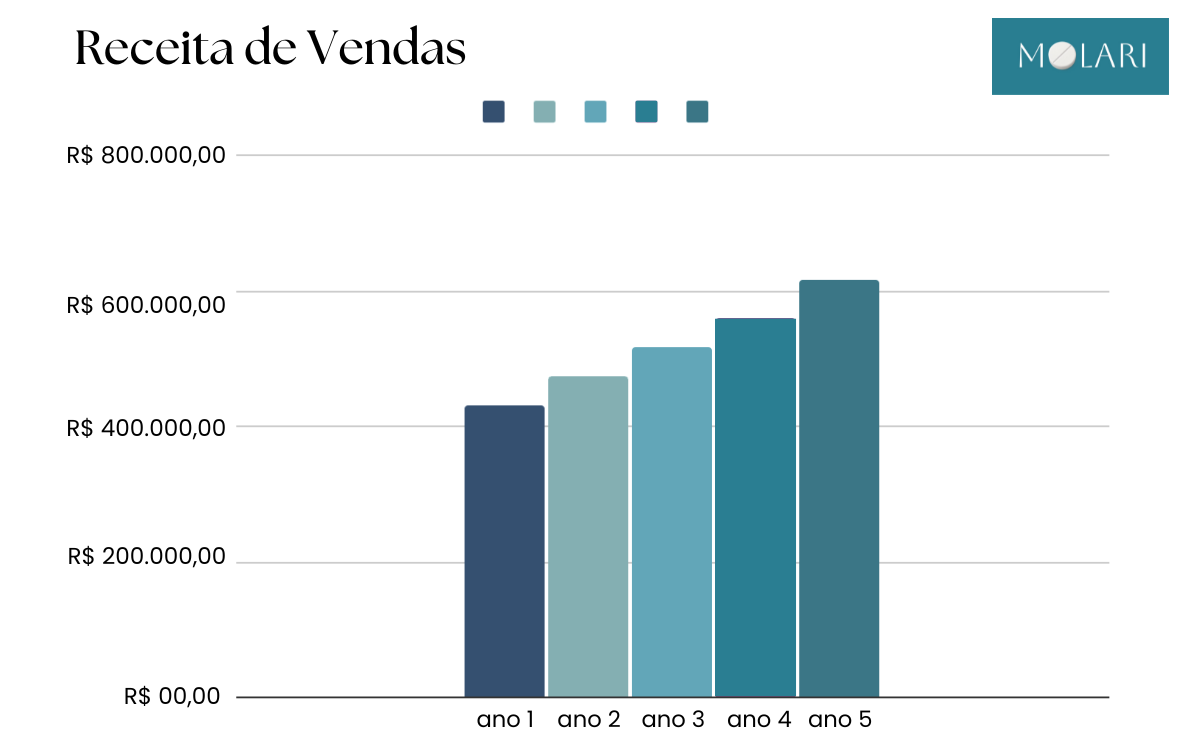 Receita de Vendas
MOLARI
R$ 800.000,00
R$ 600.000,00
R$ 400.000,00
R$ 200.000,00
R$ 00,00
ano 1
ano 2
ano 3
ano 4
ano 5